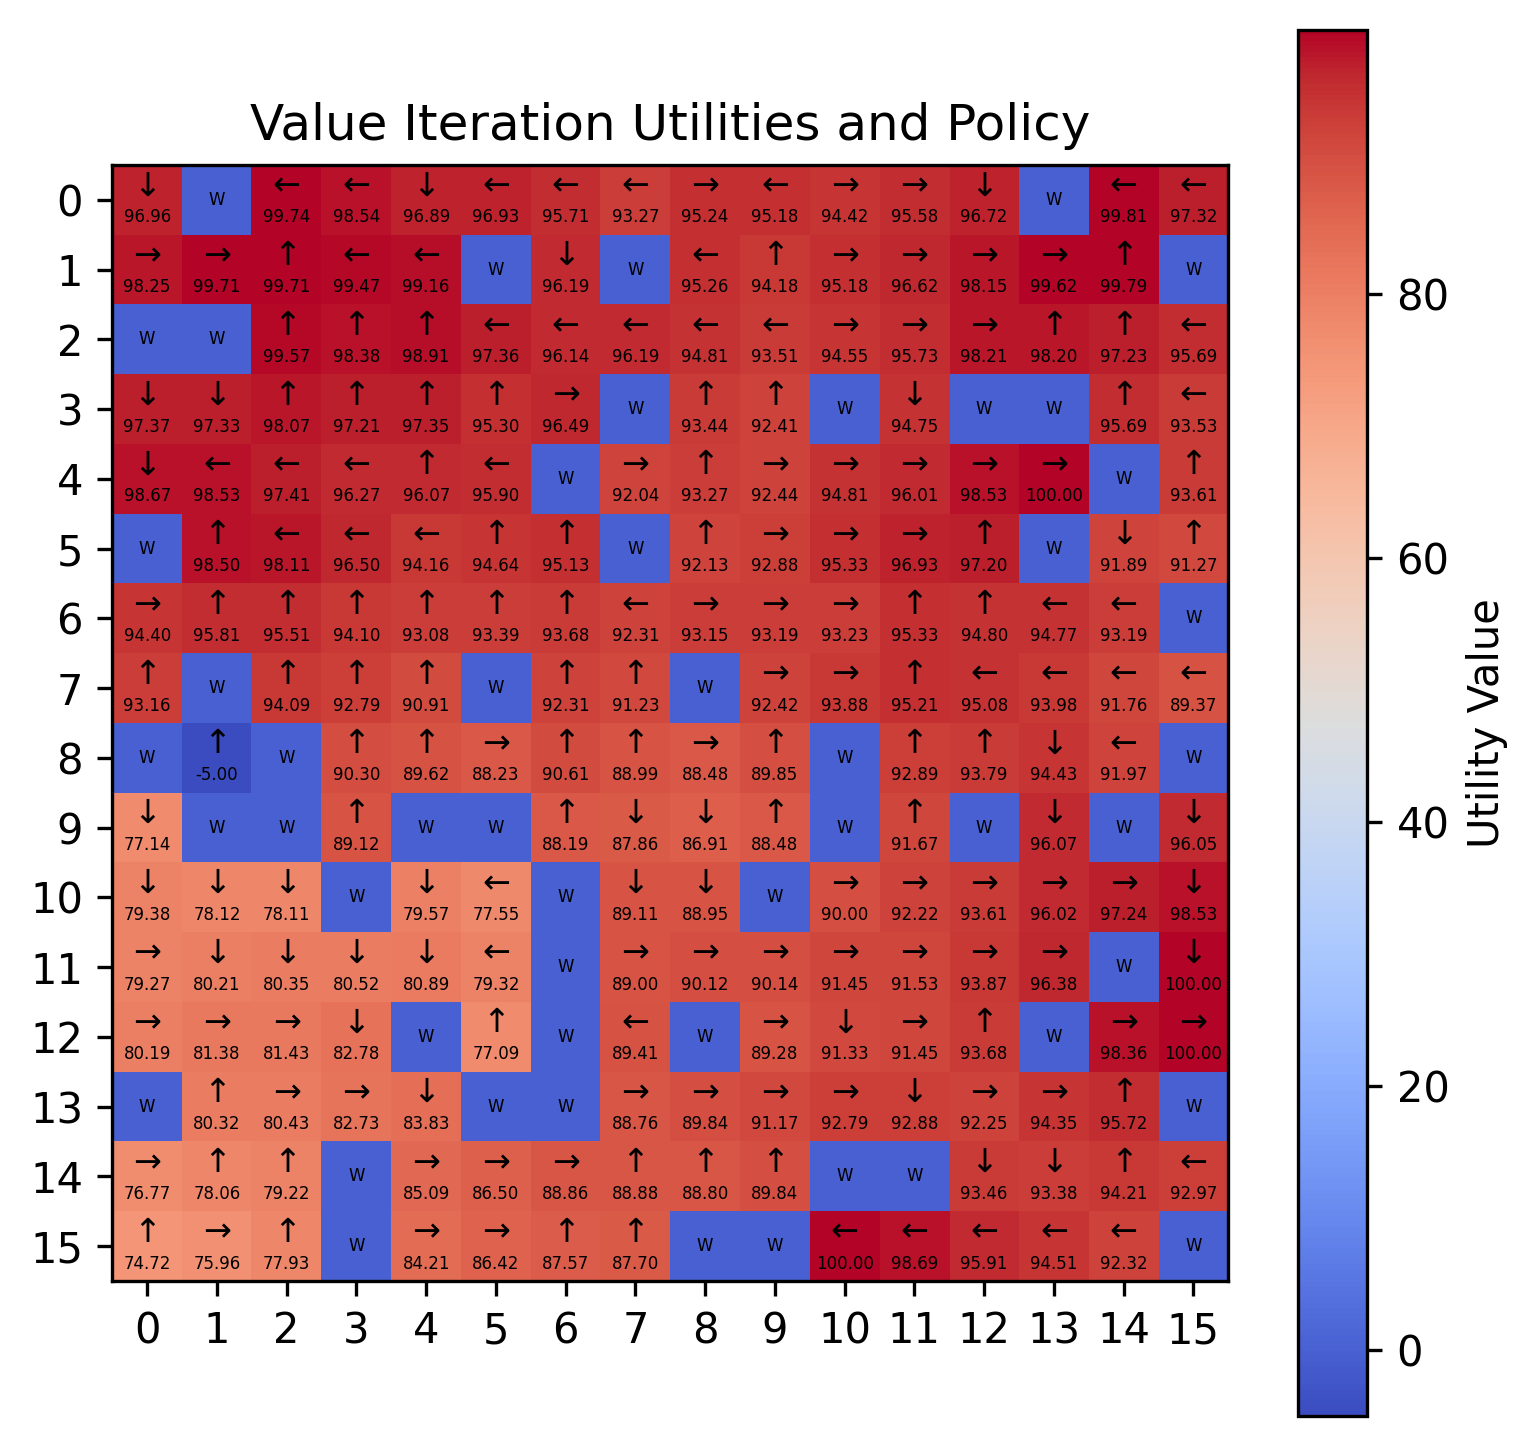 Value Iteration Utilities and Policy
0 ↓ W ← ← ↓ ← ← ← → ← → → ↓ W ← ←
96.96 99.74 98.54 96.89 96.93 95.71 93.27 95.24 95.18 94.42 95.58 96.72 99.81 97.32
1 → → ↑ ← ← W ↓ W ← ↑ → → → → ↑ W
98.25 99.71 99.71 99.47 99.16 96.19 95.26 94.18 95.18 96.62 98.15 99.62 99.79
2 W W ↑ ↑ ↑ ← ← ← ← ← → → → ↑ ↑ ←
99.57 98.38 98.91 97.36 96.14 96.19 94.81 93.51 94.55 95.73 98.21 98.20 97.23 95.69
3 ↓ ↓ ↑ ↑ ↑ ↑ → W ↑ ↑ W ↓ W W ↑ ←
97.37 97.33 98.07 97.21 97.35 95.30 96.49 93.44 92.41 94.75 95.69 93.53
4 ↓ ← ← ← ↑ ← W → ↑ → → → → → W ↑
98.67 98.53 97.41 96.27 96.07 95.90 92.04 93.27 92.44 94.81 96.01 98.53 100.00 93.61
5 W ↑ ← ← ← ↑ ↑ W ↑ → → → ↑ W ↓ ↑
98.50 98.11 96.50 94.16 94.64 95.13 92.13 92.88 95.33 96.93 97.20 91.89 91.27
6 → ↑ ↑ ↑ ↑ ↑ ↑ ← → → → ↑ ↑ ← ← W
94.40 95.81 95.51 94.10 93.08 93.39 93.68 92.31 93.15 93.19 93.23 95.33 94.80 94.77 93.19
7 ↑ W ↑ ↑ ↑ W ↑ ↑ W → → ↑ ← ← ← ←
93.16 94.09 92.79 90.91 92.31 91.23 92.42 93.88 95.21 95.08 93.98 91.76 89.37
8 W ↑ W ↑ ↑ → ↑ ↑ → ↑ W ↑ ↑ ↓ ← W
-5.00 90.30 89.62 88.23 90.61 88.99 88.48 89.85 92.89 93.79 94.43 91.97
9 ↓ W W ↑ W W ↑ ↓ ↓ ↑ W ↑ W ↓ W ↓
77.14 89.12 88.19 87.86 86.91 88.48 91.67 96.07 96.05
10 ↓ ↓ ↓ W ↓ ← W ↓ ↓ W → → → → → ↓
79.38 78.12 78.11 79.57 77.55 89.11 88.95 90.00 92.22 93.61 96.02 97.24 98.53
11 → ↓ ↓ ↓ ↓ ← W → → → → → → → W ↓
79.27 80.21 80.35 80.52 80.89 79.32 89.00 90.12 90.14 91.45 91.53 93.87 96.38 100.00
12 → → → ↓ W ↑ W ← W → ↓ → ↑ W → →
80.19 81.38 81.43 82.78 77.09 89.41 89.28 91.33 91.45 93.68 98.36 100.00
13 W ↑ → → ↓ W W → → → → ↓ → → ↑ W
80.32 80.43 82.73 83.83 88.76 89.84 91.17 92.79 92.88 92.25 94.35 95.72
14 → ↑ ↑ W → → → ↑ ↑ ↑ W W ↓ ↓ ↑ ←
76.77 78.06 79.22 85.09 86.50 88.86 88.88 88.80 89.84 93.46 93.38 94.21 92.97
15 ↑ → ↑ W → → ↑ ↑ W W ← ← ← ← ← W
74.72 75.96 77.93 84.21 86.42 87.57 87.70 100.00 98.69 95.91 94.51 92.32
0 1 2 3 4 5 6 7 8 9 10 11 12 13 14 15
80
60
40
20
0
Utility Value